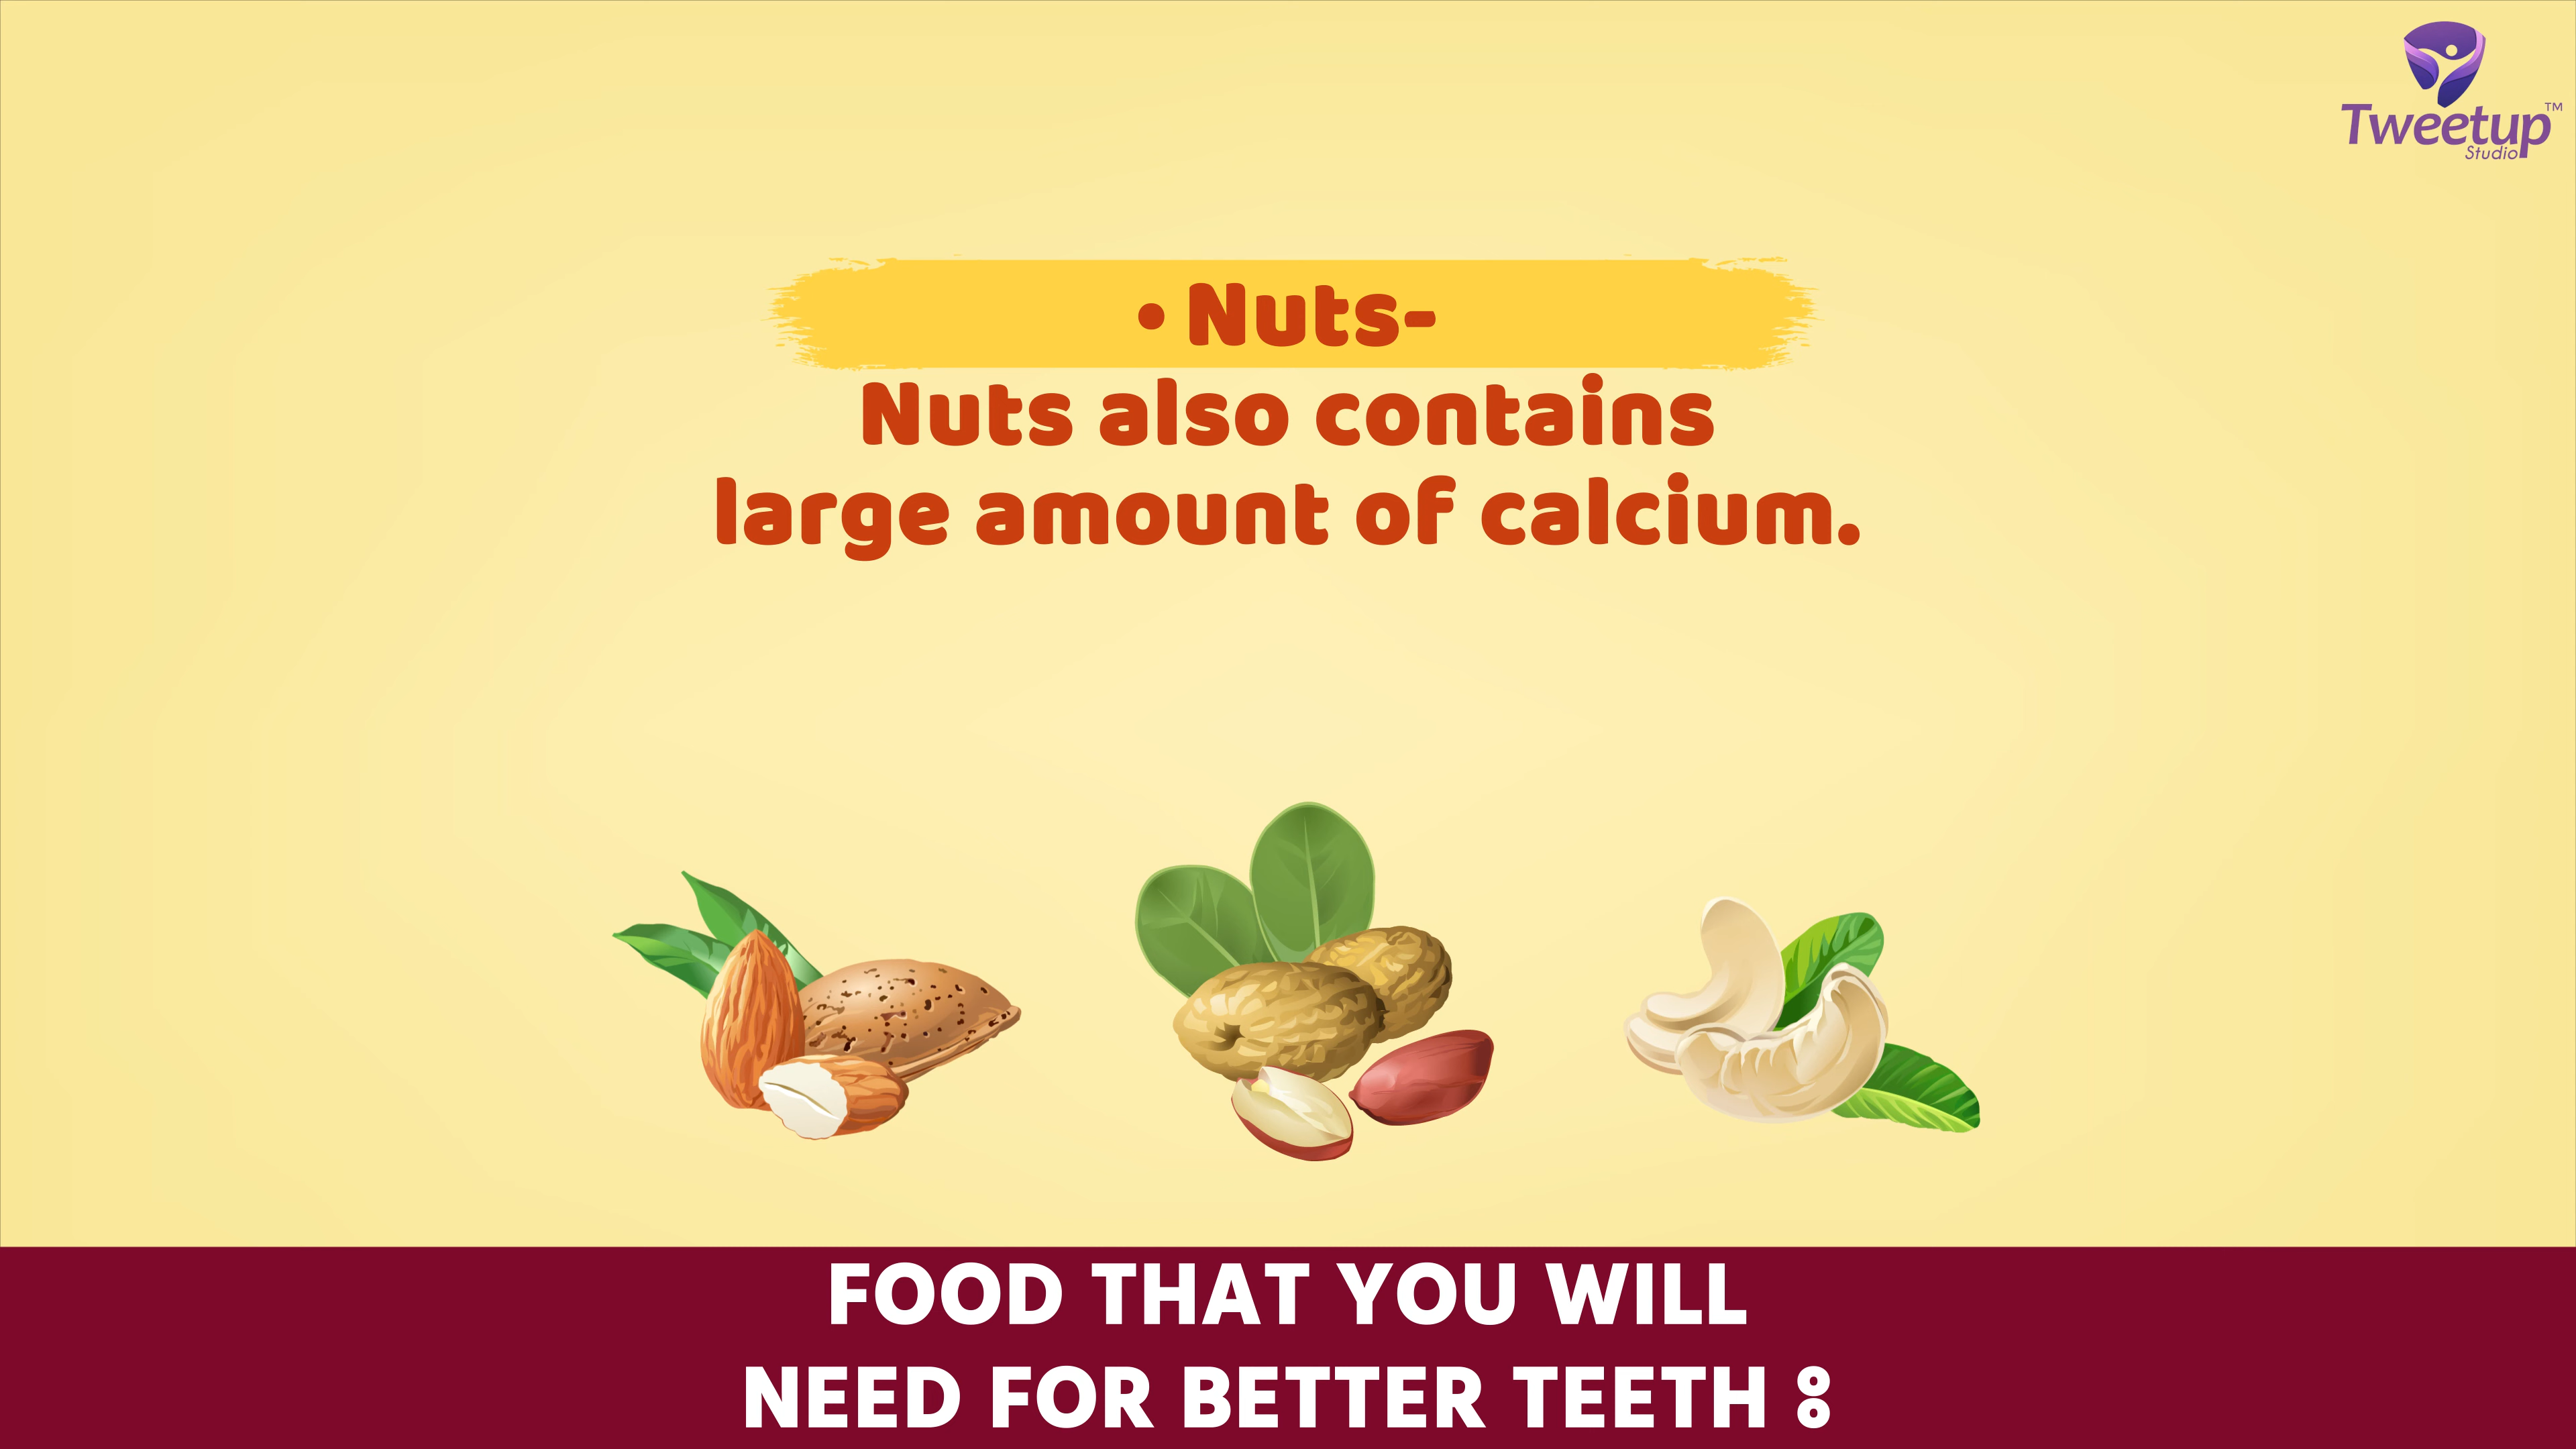 Tweetup™
Studio
• Nuts-
Nuts also contains
large amount of calcium.
FOOD THAT YOU WILL
NEED FOR BETTER TEETH 8